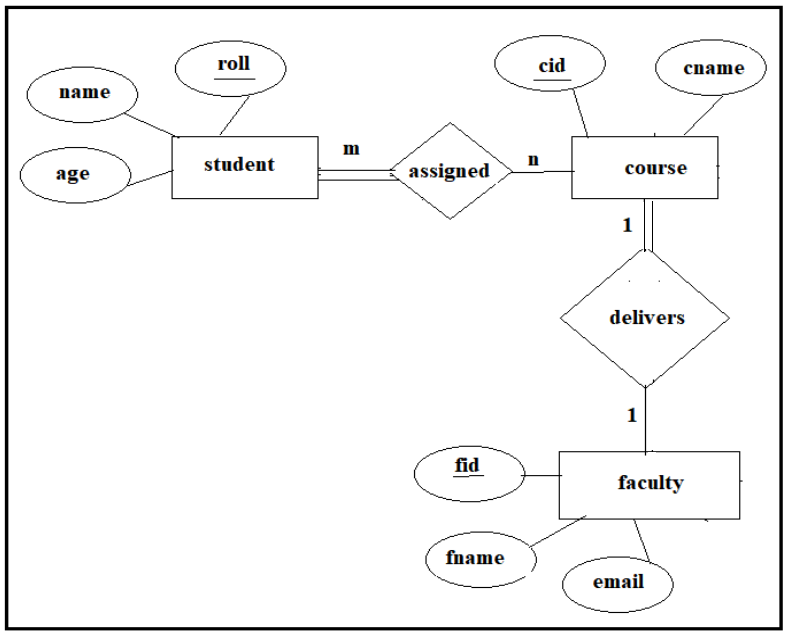 roll
name
age
student
m
assigned
n
cid
cname
course
1
delivers
1
fid
faculty
fname
email